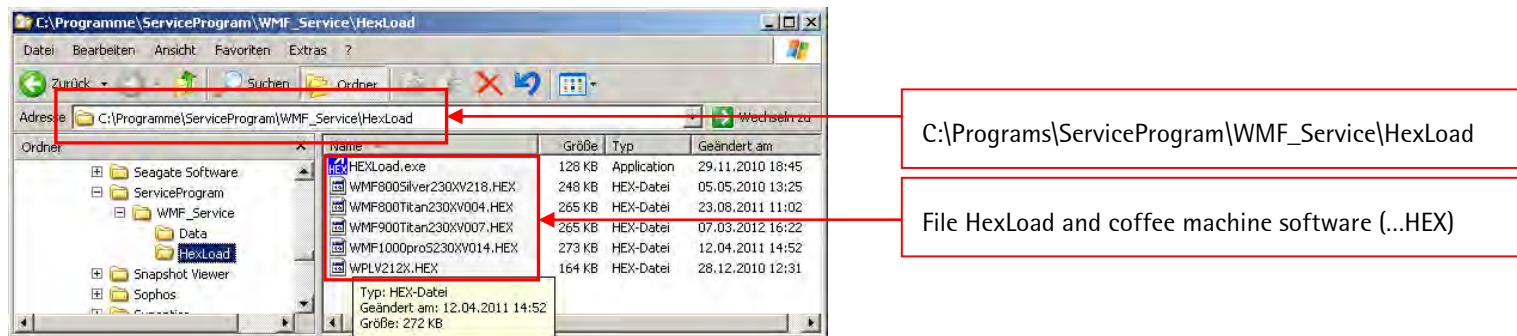 C:\Programme\ServiceProgram\WMF_Service\HexLoad
Datei Bearbeiten Ansicht Favoriten Extras ?
Zurück Suchen Ordner
Adresse C:\Programme\ServiceProgram\WMF_Service\HexLoad Wechseln zu
Ordner
Name Größe Typ Geändert am
Seagate Software
ServiceProgram
WMF_Service
Data
HexLoad
Snapshot Viewer
Sophos
HEXLoad.exe 128 KB Application 29.11.2010 18:45
WMF800Silver230XV218.HEX 248 KB HEX-Datei 05.05.2010 13:25
WMF800Titan230XV004.HEX 265 KB HEX-Datei 23.08.2011 11:02
WMF900Titan230XV007.HEX 265 KB HEX-Datei 07.03.2012 16:22
WMF1000proS230XV014.HEX 273 KB HEX-Datei 12.04.2011 14:52
WPLV212X.HEX 164 KB HEX-Datei 28.12.2010 12:31
Typ: HEX-Datei
Geändert am: 12.04.2011 14:52
Größe: 272 KB
C:\Programs\ServiceProgram\WMF_Service\HexLoad
File HexLoad and coffee machine software (...HEX)